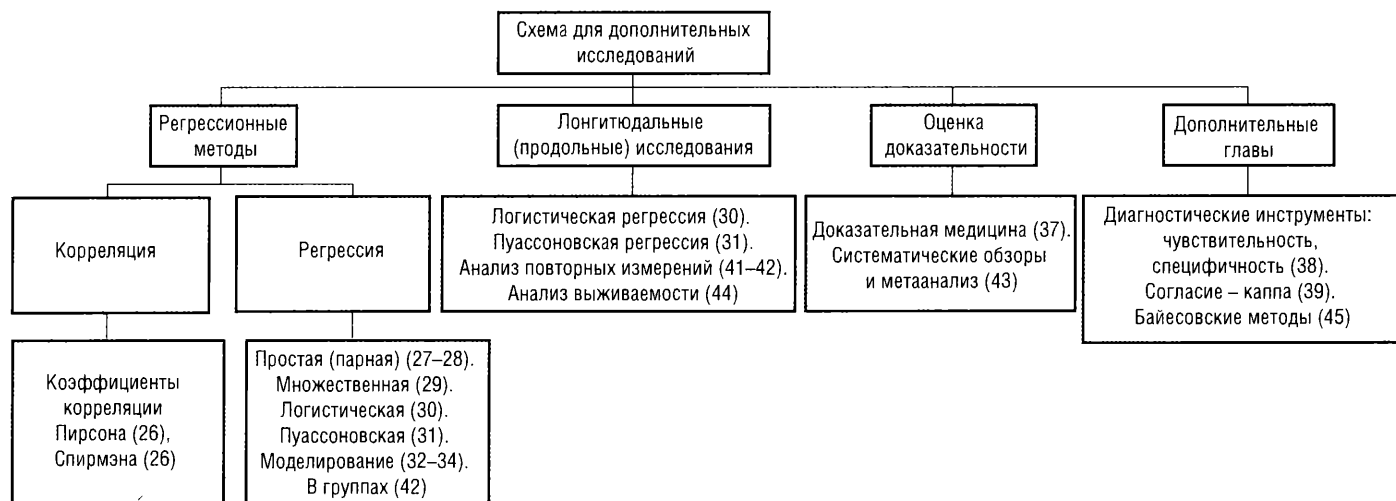 Схема для дополнительных
исследований
Регрессионные
методы
Лонгитюдальные
(продольные) исследования
Оценка
доказательности
Дополнительные
главы
Корреляция
Регрессия
Логистическая регрессия (30).
Пуассоновская регрессия (31).
Анализ повторных измерений (41–42).
Анализ выживаемости (44)
Доказательная медицина (37).
Систематические обзоры
и метаанализ (43)
Диагностические инструменты:
чувствительность,
специфичность (38).
Согласие – каппа (39).
Байесовские методы (45)
Коэффициенты
корреляции
Пирсона (26),
Спирмэна (26)
Простая (парная) (27–28).
Множественная (29).
Логистическая (30).
Пуассоновская (31).
Моделирование (32–34).
В группах (42)